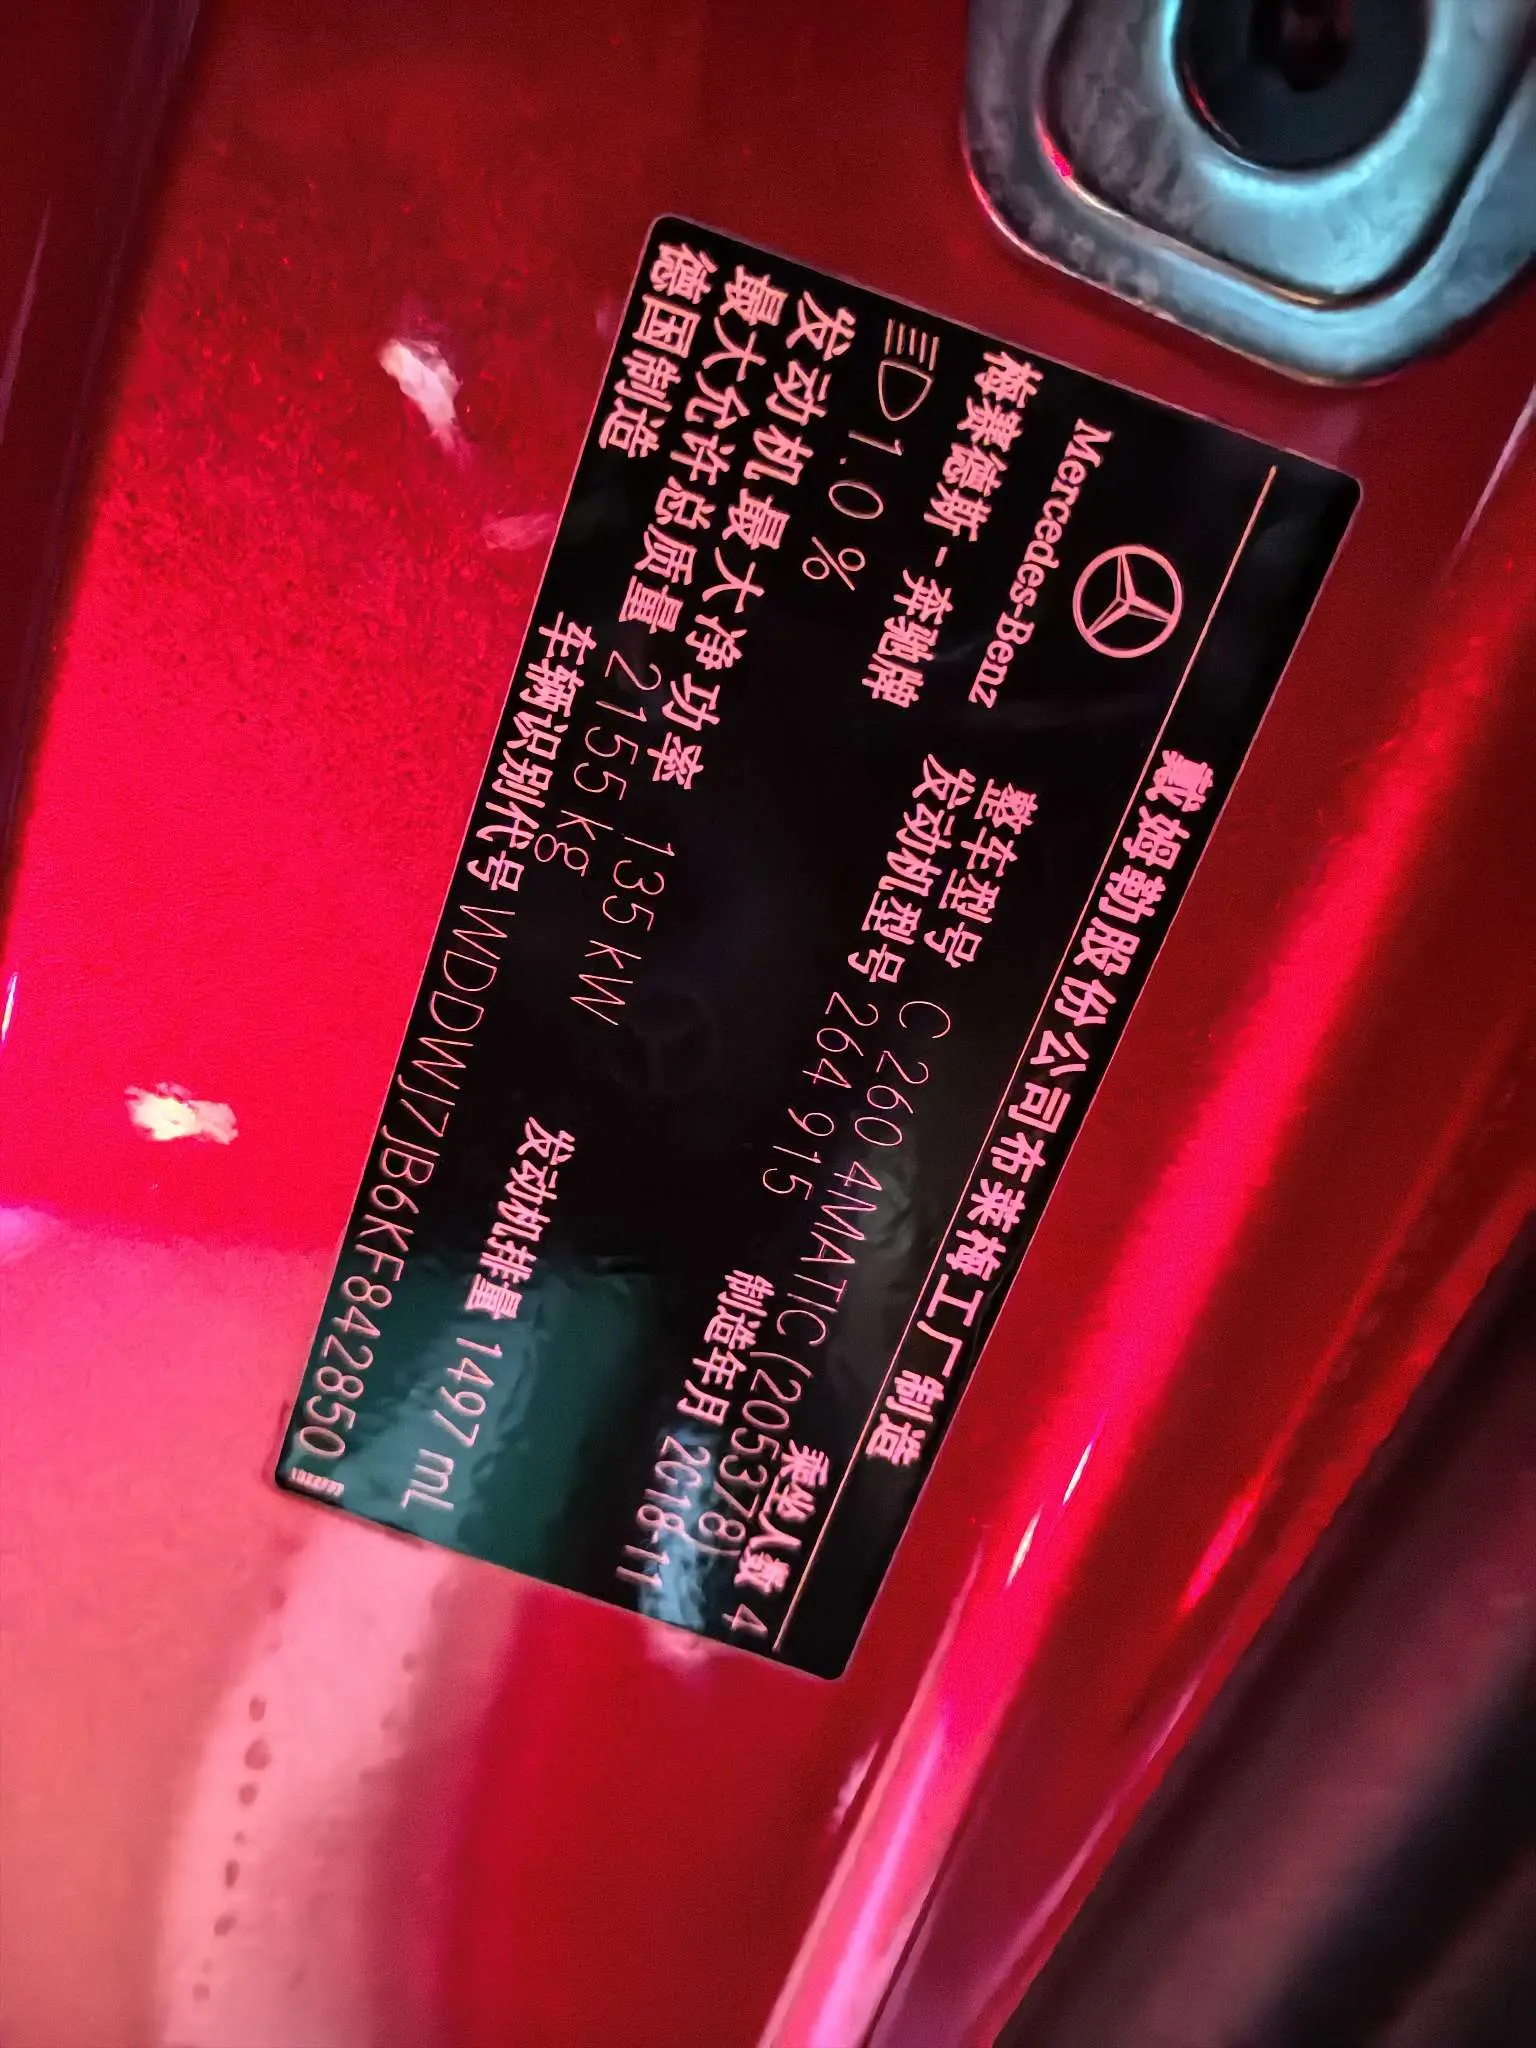 戴姆勒股份公司布莱梅工厂制造
Mercedes-Benz
梅赛德斯-奔驰牌
乘坐人数 4
整车型号 C 260 4MATIC (205378)
发动机型号 264 915
制造年月 2018-11
1.0 %
发动机最大净功率 135 kW
发动机排量 1497 mL
最大允许总质量 2155 kg
德国制造
车辆识别代号 WDDWJ7JB6KF842850